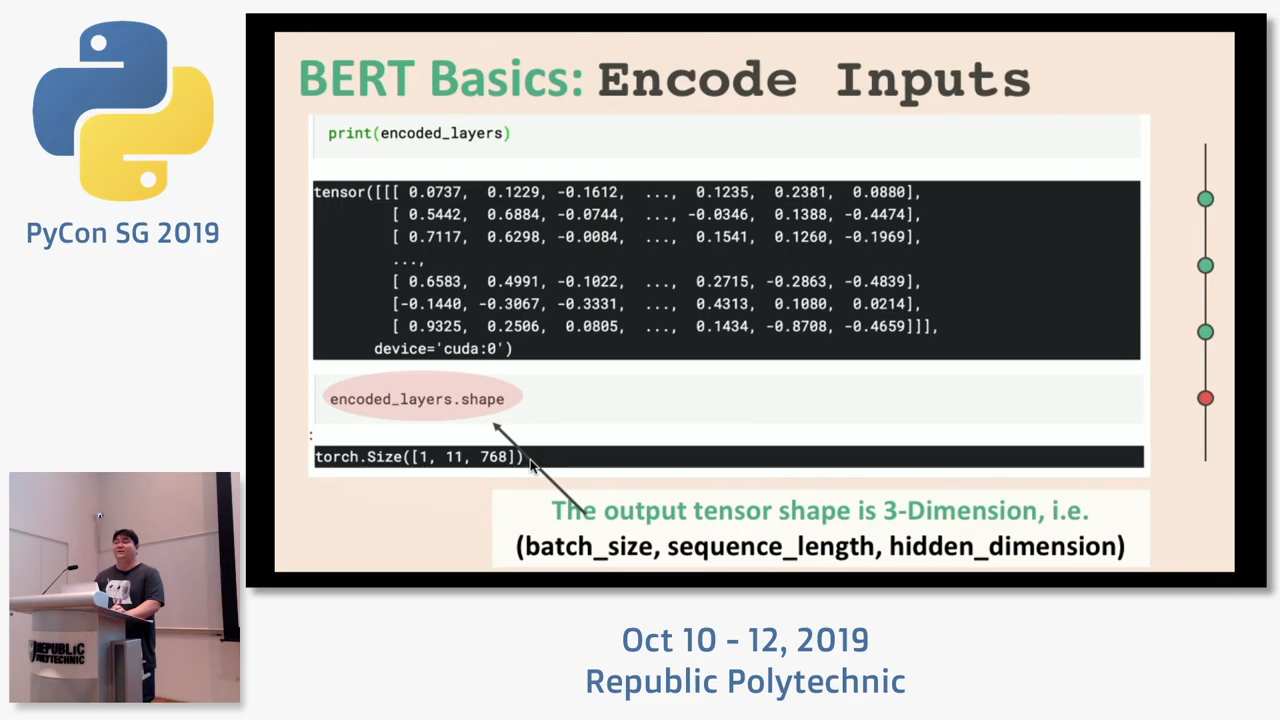 PyCon SG 2019
BERT Basics: Encode Inputs
print(encoded_layers)
tensor([[[ 0.0737, 0.1229, -0.1612, ..., 0.1235, 0.2381, 0.0880],
[ 0.5442, 0.6884, -0.0744, ..., -0.0346, 0.1388, -0.4474],
[ 0.7117, 0.6298, -0.0084, ..., 0.1541, 0.1260, -0.1969],
...,
[ 0.6583, 0.4991, -0.1022, ..., 0.2715, -0.2863, -0.4839],
[-0.1440, -0.3067, -0.3331, ..., 0.4313, 0.1080, 0.0214],
[ 0.9325, 0.2506, 0.0805, ..., 0.1434, -0.8708, -0.4659]]],
device='cuda:0')
encoded_layers.shape
:
torch.Size([1, 11, 768])
The output tensor shape is 3-Dimension, i.e.
(batch_size, sequence_length, hidden_dimension)
REPUBLIC
POLYTECHNIC
Oct 10 - 12, 2019
Republic Polytechnic